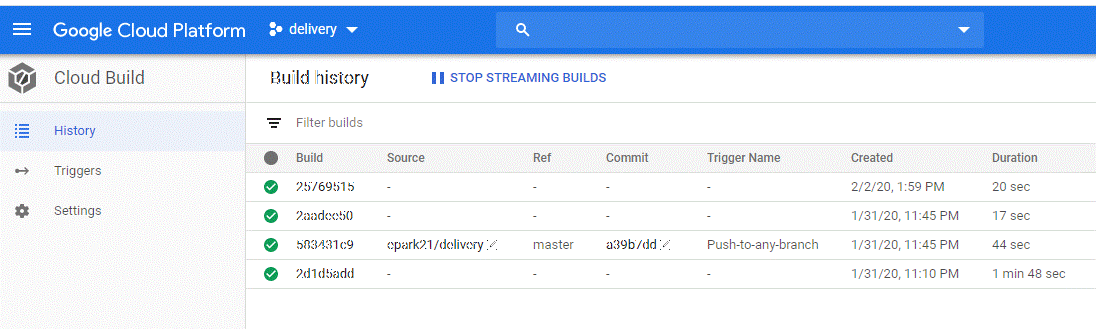 Google Cloud Platform delivery
Cloud Build Build history STOP STREAMING BUILDS
History
Triggers
Settings
Filter builds
Build Source Ref Commit Trigger Name Created Duration
25769515 - - - - 2/2/20, 1:59 PM 20 sec
2aadee50 - - - - 1/31/20, 11:45 PM 17 sec
583431c9 epark21/delivery master a39b7dd Push-to-any-branch 1/31/20, 11:45 PM 44 sec
2d1d5add - - - - 1/31/20, 11:10 PM 1 min 48 sec